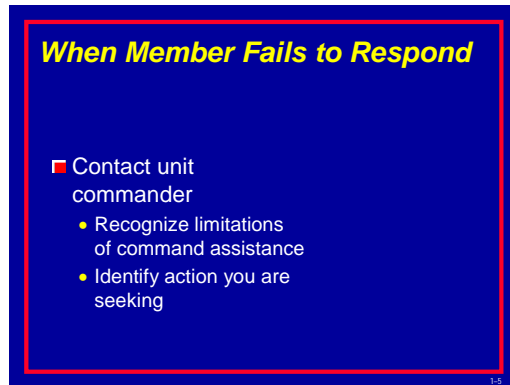 When Member Fails to Respond
Contact unit
commander
Recognize limitations
of command assistance
Identify action you are
seeking
1-5